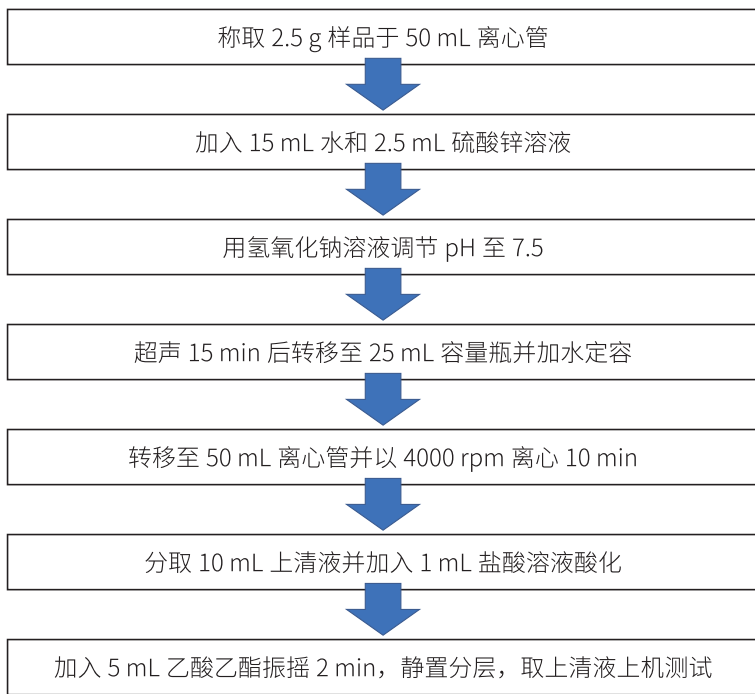 称取 2.5 g 样品于 50 mL 离心管
加入 15 mL 水和 2.5 mL 硫酸锌溶液
用氢氧化钠溶液调节 pH 至 7.5
超声 15 min 后转移至 25 mL 容量瓶并加水定容
转移至 50 mL 离心管并以 4000 rpm 离心 10 min
分取 10 mL 上清液并加入 1 mL 盐酸溶液酸化
加入 5 mL 乙酸乙酯振摇 2 min，静置分层，取上清液上机测试